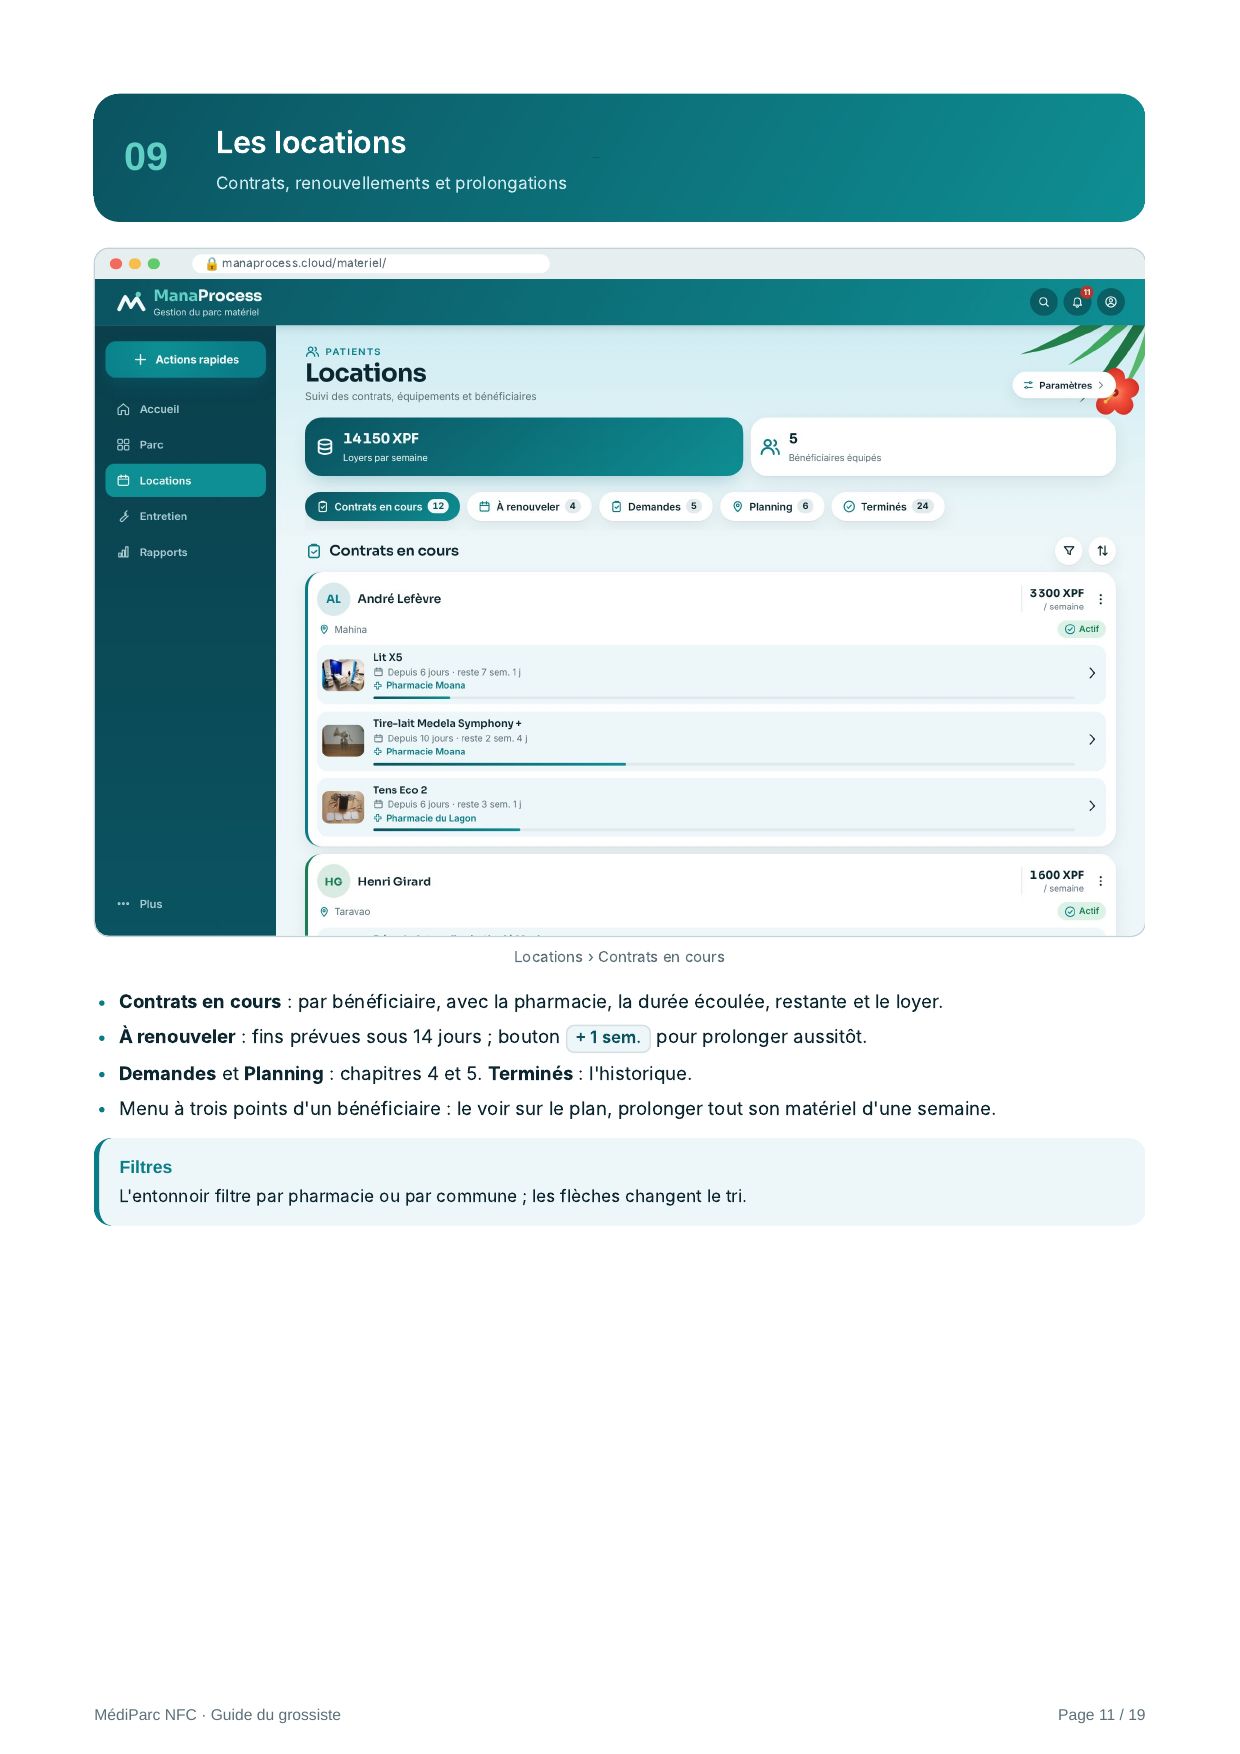 09
Les locations
Contrats, renouvellements et prolongations
manaprocess.cloud/materiel/
ManaProcess
Gestion du parc matériel
11
Actions rapides
Accueil
Parc
Locations
Entretien
Rapports
Plus
PATIENTS
Locations
Suivi des contrats, équipements et bénéficiaires
Paramètres
14 150 XPF
Loyers par semaine
5
Bénéficiaires équipés
Contrats en cours 12
À renouveler 4
Demandes 5
Planning 6
Terminés 24
Contrats en cours
AL André Lefèvre
3 300 XPF
/ semaine
Mahina
Actif
Lit X5
Depuis 6 jours · reste 7 sem. 1 j
Pharmacie Moana
Tire-lait Medela Symphony +
Depuis 10 jours · reste 2 sem. 4 j
Pharmacie Moana
Tens Eco 2
Depuis 6 jours · reste 3 sem. 1 j
Pharmacie du Lagon
HG Henri Girard
1 600 XPF
/ semaine
Taravao
Actif
Locations › Contrats en cours
• Contrats en cours : par bénéficiaire, avec la pharmacie, la durée écoulée, restante et le loyer.
• À renouveler : fins prévues sous 14 jours ; bouton + 1 sem. pour prolonger aussitôt.
• Demandes et Planning : chapitres 4 et 5. Terminés : l'historique.
• Menu à trois points d'un bénéficiaire : le voir sur le plan, prolonger tout son matériel d'une semaine.
Filtres
L'entonnoir filtre par pharmacie ou par commune ; les flèches changent le tri.
MédiParc NFC · Guide du grossiste
Page 11 / 19